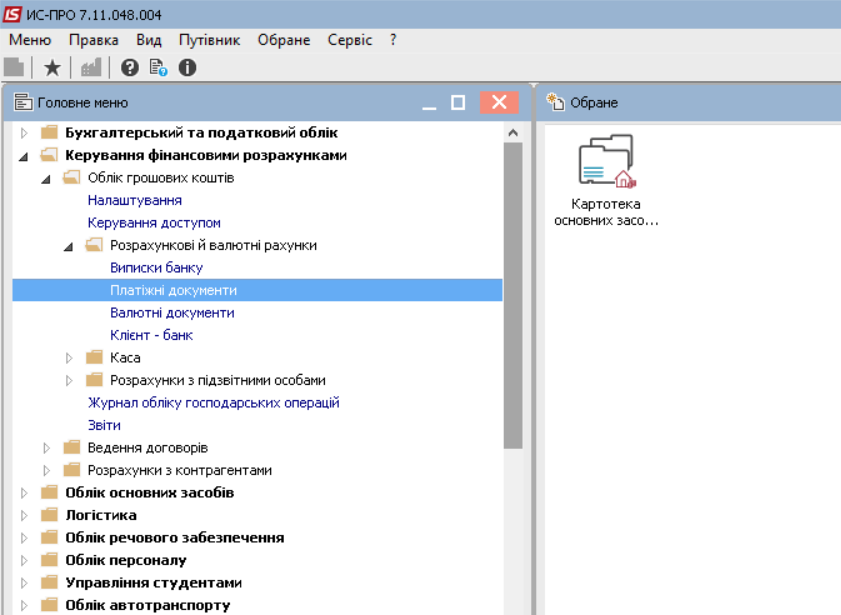 ИС-ПРО 7.11.048.004
Меню Правка Вид Путівник Обране Сервіс ?
Головне меню
Бухгалтерський та податковий облік
Керування фінансовими розрахунками
Облік грошових коштів
Налаштування
Керування доступом
Розрахункові й валютні рахунки
Виписки банку
Платіжні документи
Валютні документи
Клієнт - банк
Каса
Розрахунки з підзвітними особами
Журнал обліку господарських операцій
Звіти
Ведення договорів
Розрахунки з контрагентами
Облік основних засобів
Логістика
Облік речового забезпечення
Облік персоналу
Управління студентами
Облік автотранспорту
Обране
Картотека
основних засо...